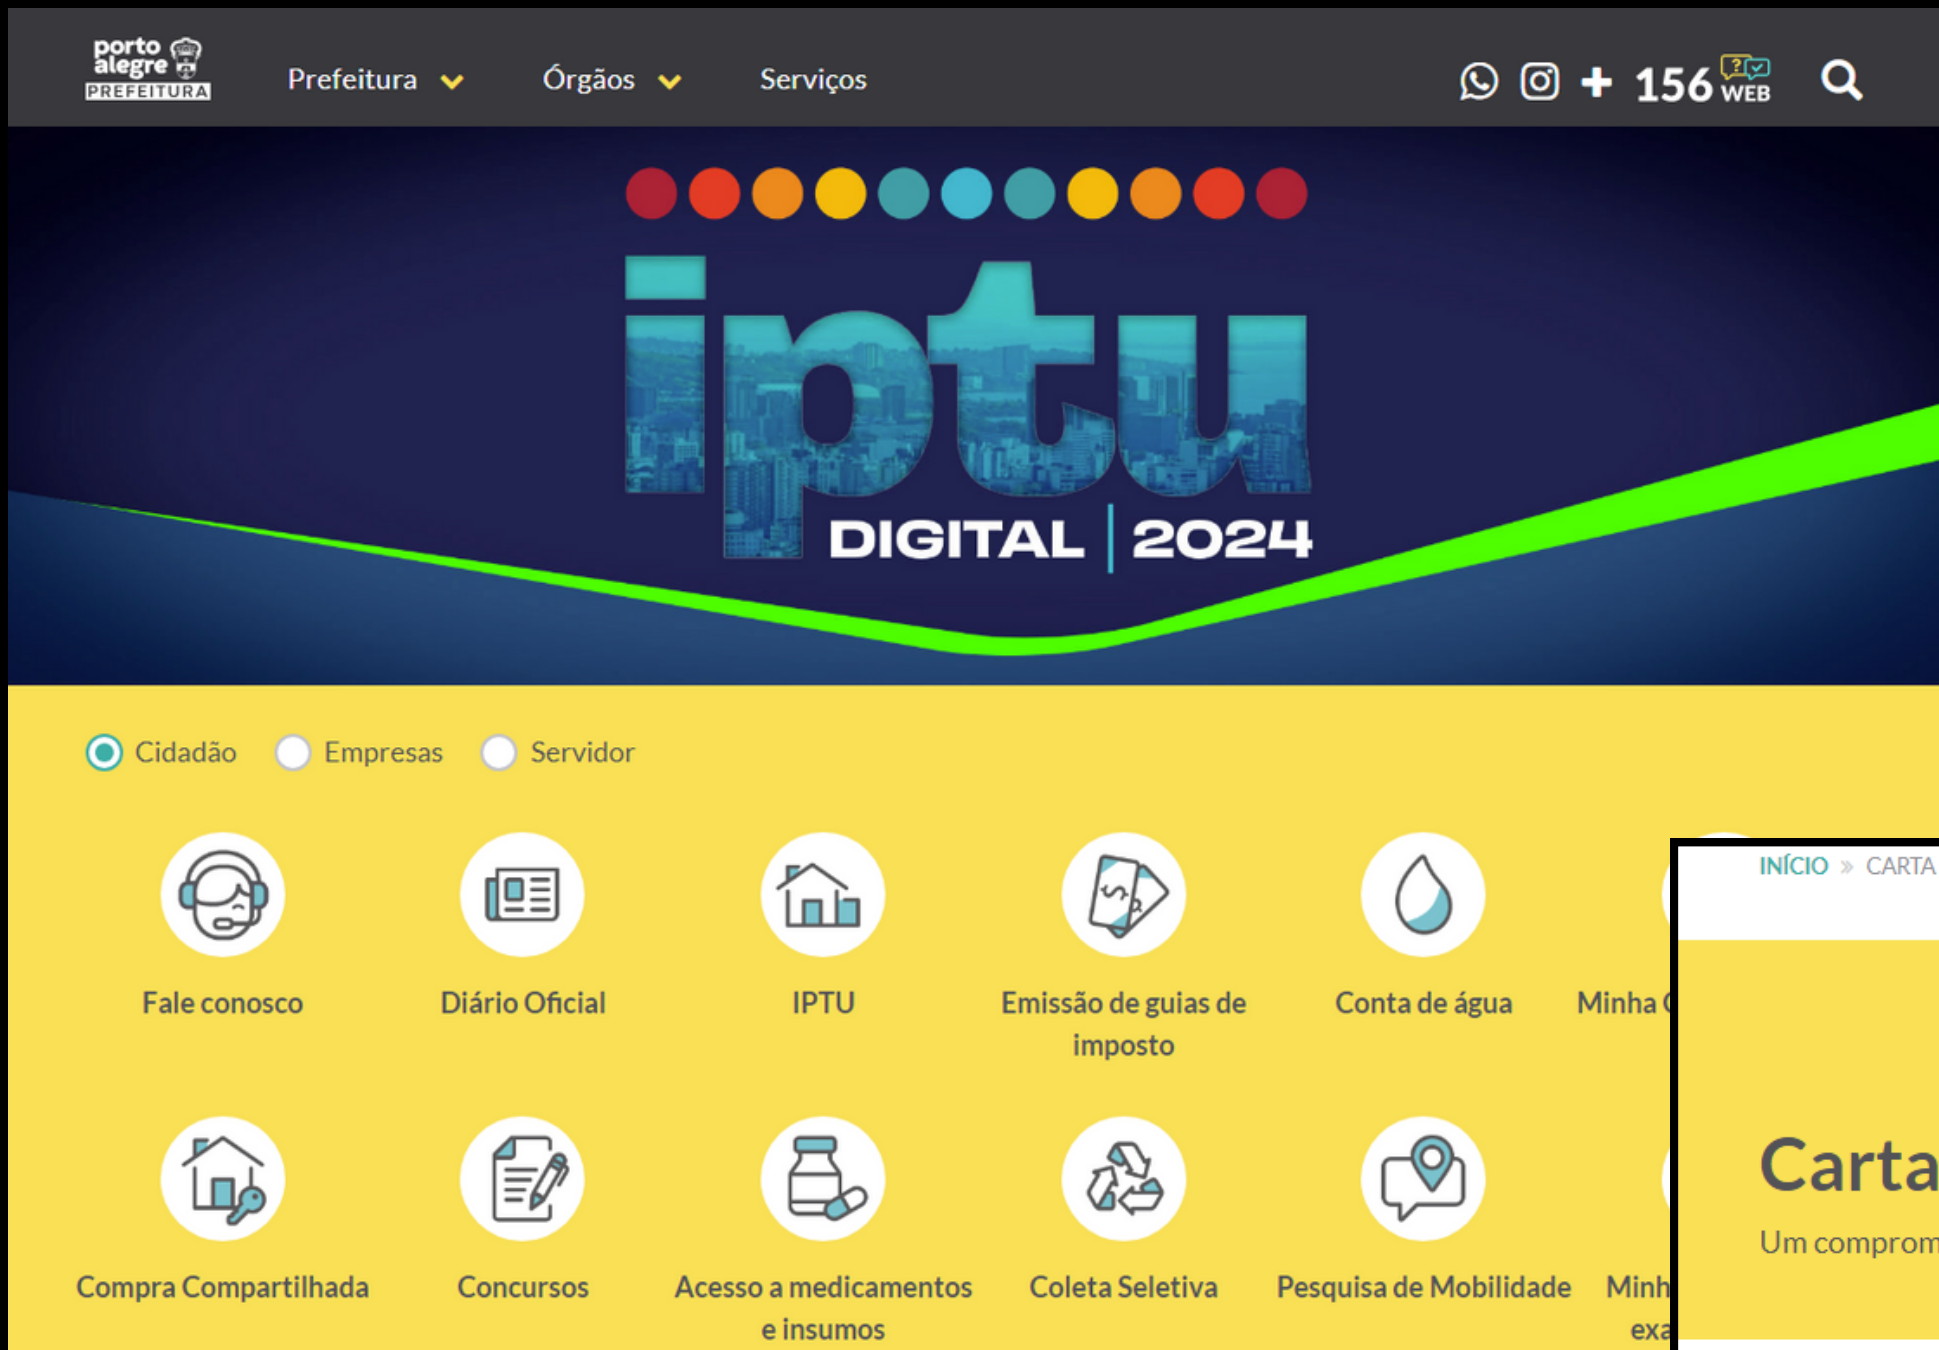 porto
alegre
PREFEITURA
Prefeitura
Órgãos
Serviços
156 WEB
iptu
DIGITAL | 2024
Cidadão
Empresas
Servidor
Fale conosco
Diário Oficial
IPTU
Emissão de guias de
imposto
Conta de água
Minha
Compra Compartilhada
Concursos
Acesso a medicamentos
e insumos
Coleta Seletiva
Pesquisa de Mobilidade
INÍCIO » CARTA
Carta
Um